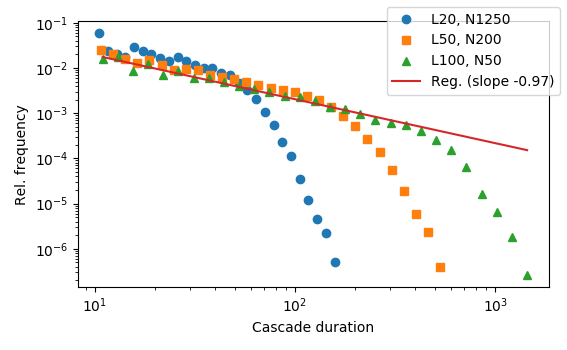 L20, N1250
L50, N200
L100, N50
Reg. (slope -0.97)
Rel. frequency
10⁻¹
10⁻²
10⁻³
10⁻⁴
10⁻⁵
10⁻⁶
10¹ 10² 10³
Cascade duration